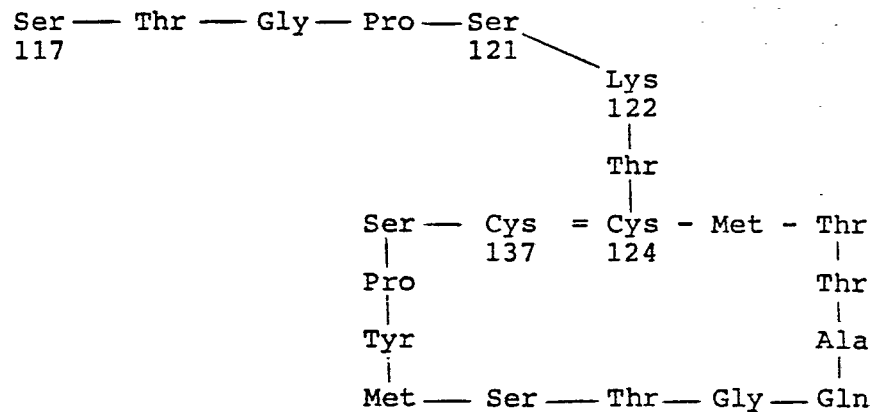 Ser — Thr — Gly — Pro — Ser
117 121
Lys
122
Thr
Ser — Cys = Cys - Met - Thr
137 124
Pro Thr
Tyr Ala
Met — Ser — Thr — Gly — Gln